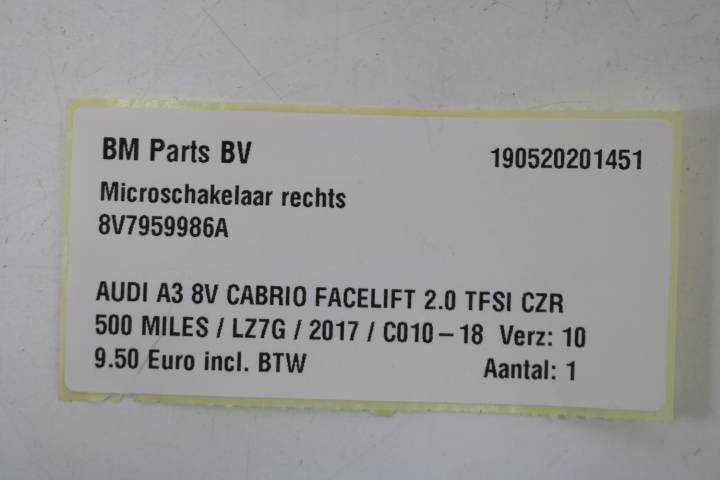 BM Parts BV 190520201451
Microschakelaar rechts
8V7959986A
AUDI A3 8V CABRIO FACELIFT 2.0 TFSI CZR
500 MILES / LZ7G / 2017 / C010-18 Verz: 10
9.50 Euro incl. BTW Aantal: 1